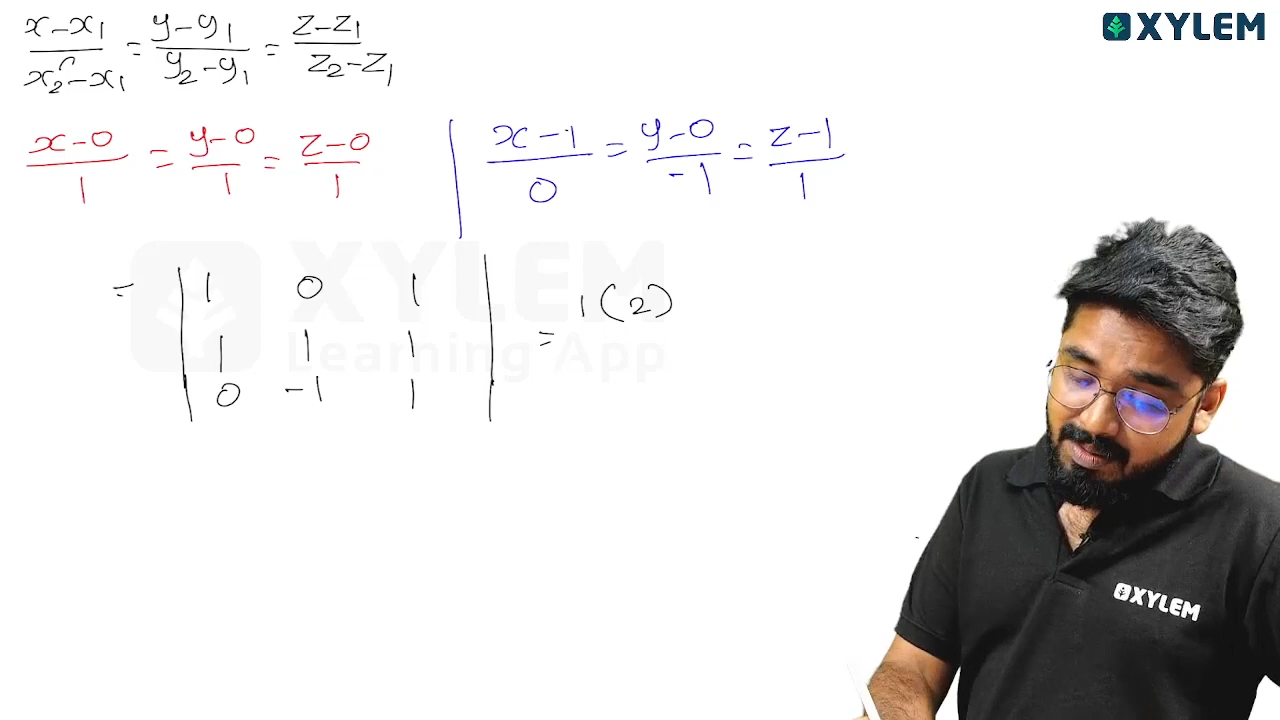 XYLEM
x-x₁/x₂-x₁ = y-y₁/y₂-y₁ = z-z₁/z₂-z₁
x-0/1 = y-0/1 = z-0/1 | x-1/0 = y-0/-1 = z-1/1
XYLEM
Learning App
= | 1 0 1 |
| 1 1 1 | = 1(2)
| 0 -1 1 |
XYLEM